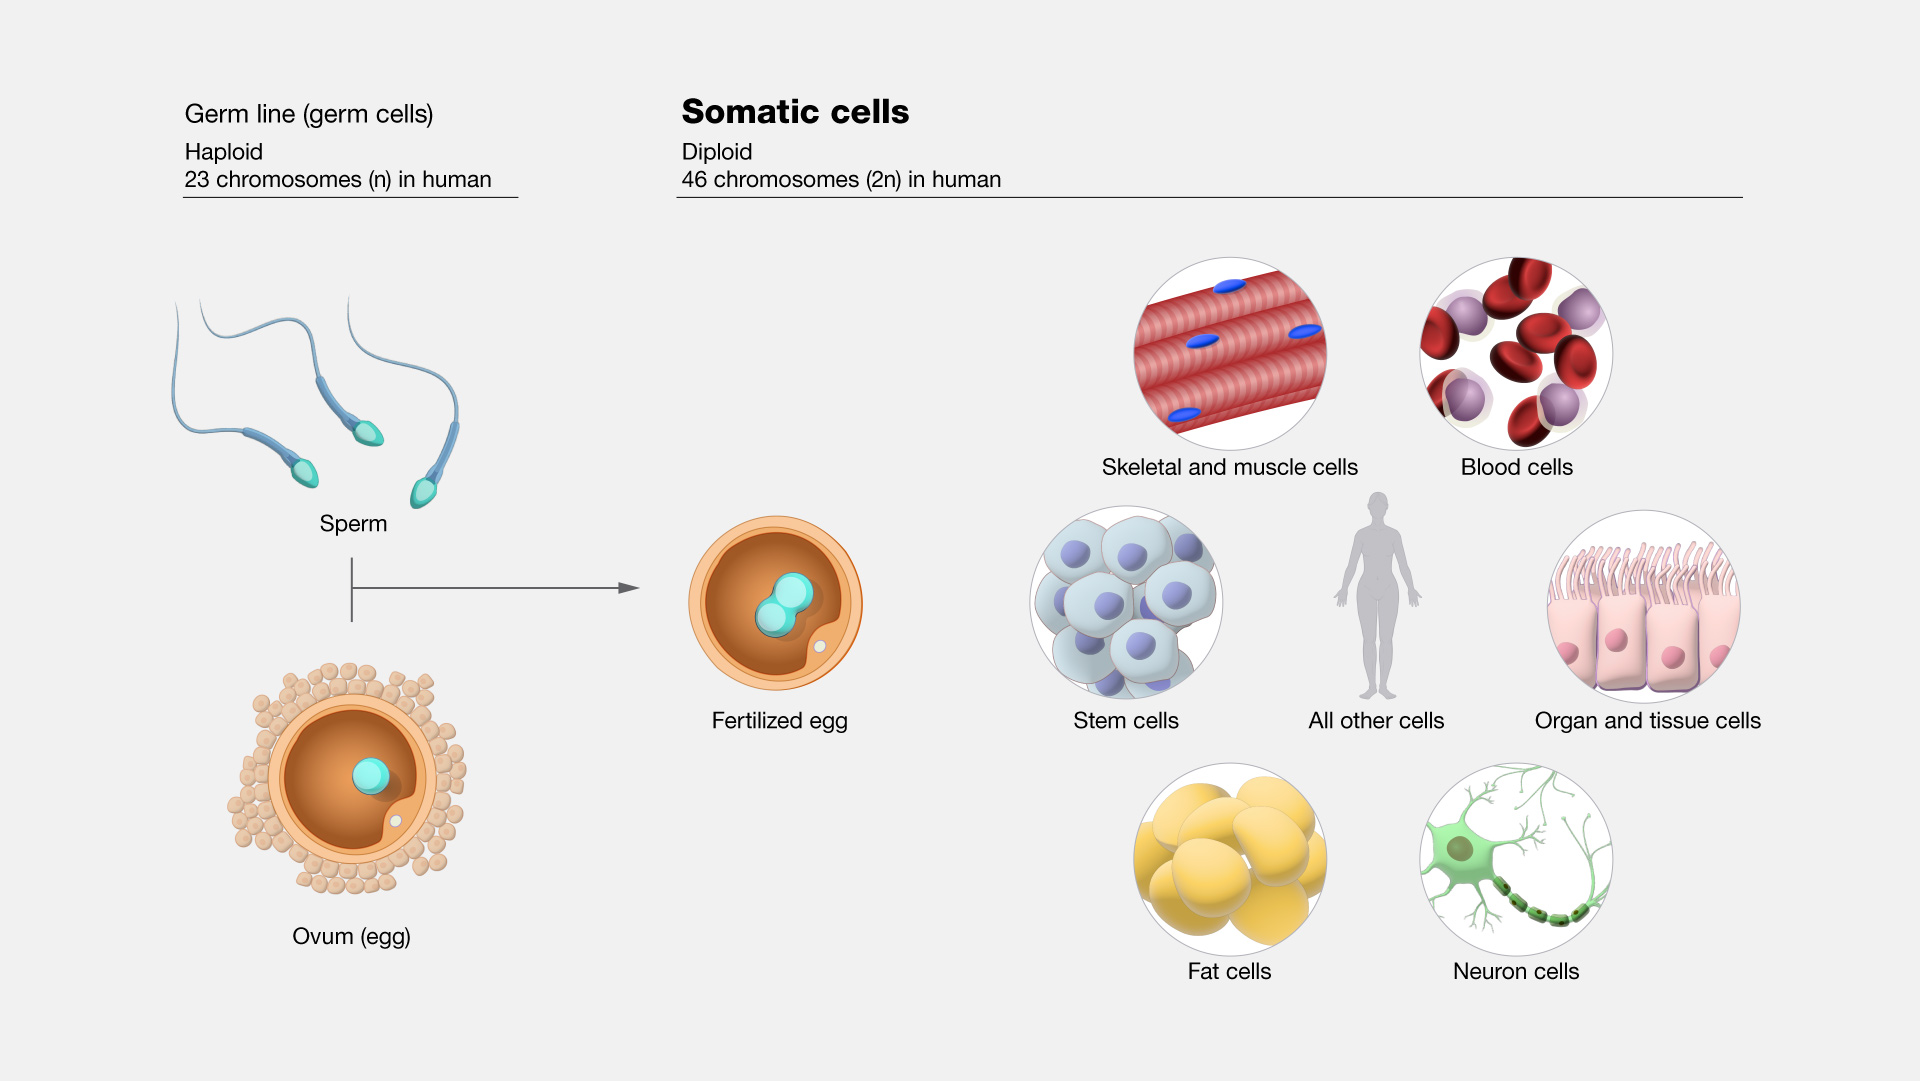 Germ line (germ cells)
Haploid
23 chromosomes (n) in human
Somatic cells
Diploid
46 chromosomes (2n) in human
Sperm
Ovum (egg)
Fertilized egg
Skeletal and muscle cells
Blood cells
Stem cells
All other cells
Organ and tissue cells
Fat cells
Neuron cells